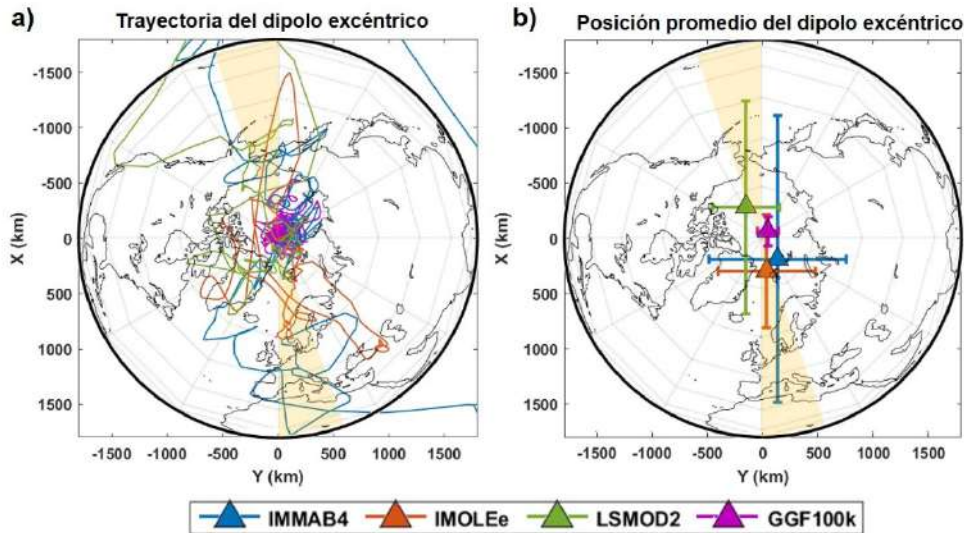 a) Trayectoria del dipolo excéntrico
-1500
-1000
-500
0
500
1000
1500
X (km)
-1500 -1000 -500 0 500 1000 1500
Y (km)
b) Posición promedio del dipolo excéntrico
-1500
-1000
-500
0
500
1000
1500
X (km)
-1500 -1000 -500 0 500 1000 1500
Y (km)
IMMAB4 IMOLEe LSMOD2 GGF100k